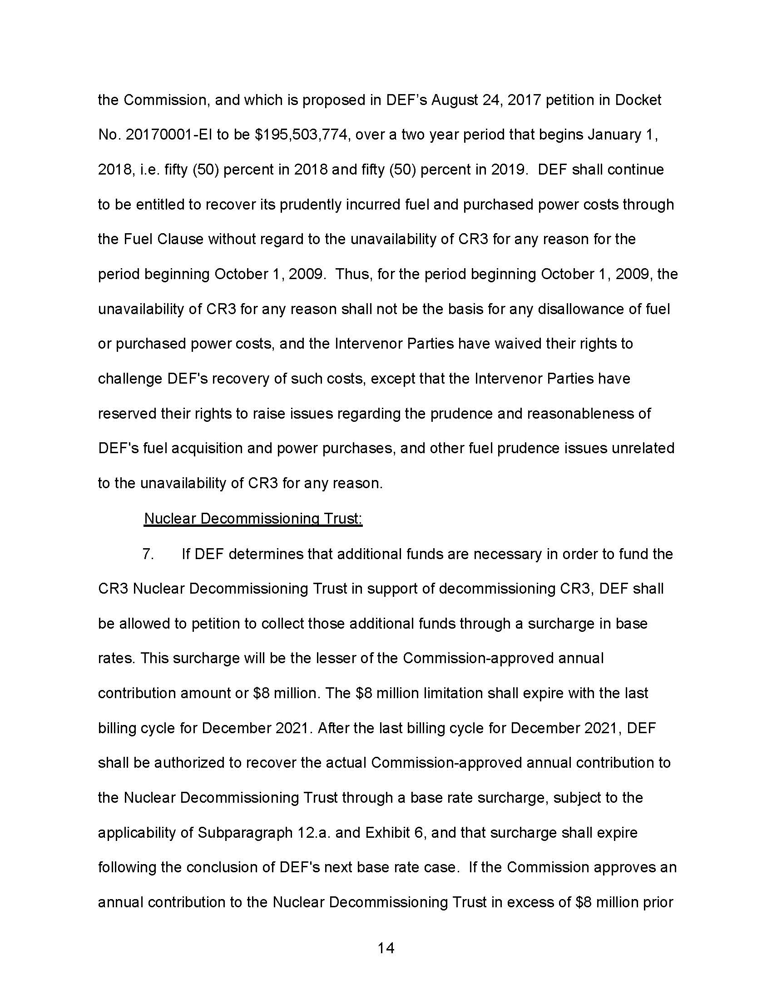 the Commission, and which is proposed in DEF’s August 24, 2017 petition in Docket
No. 20170001-EI to be $195,503,774, over a two year period that begins January 1,
2018, i.e. fifty (50) percent in 2018 and fifty (50) percent in 2019.  DEF shall continue
to be entitled to recover its prudently incurred fuel and purchased power costs through
the Fuel Clause without regard to the unavailability of CR3 for any reason for the
period beginning October 1, 2009.  Thus, for the period beginning October 1, 2009, the
unavailability of CR3 for any reason shall not be the basis for any disallowance of fuel
or purchased power costs, and the Intervenor Parties have waived their rights to
challenge DEF's recovery of such costs, except that the Intervenor Parties have
reserved their rights to raise issues regarding the prudence and reasonableness of
DEF's fuel acquisition and power purchases, and other fuel prudence issues unrelated
to the unavailability of CR3 for any reason.
Nuclear Decommissioning Trust:
7. If DEF determines that additional funds are necessary in order to fund the
CR3 Nuclear Decommissioning Trust in support of decommissioning CR3, DEF shall
be allowed to petition to collect those additional funds through a surcharge in base
rates. This surcharge will be the lesser of the Commission-approved annual
contribution amount or $8 million. The $8 million limitation shall expire with the last
billing cycle for December 2021. After the last billing cycle for December 2021, DEF
shall be authorized to recover the actual Commission-approved annual contribution to
the Nuclear Decommissioning Trust through a base rate surcharge, subject to the
applicability of Subparagraph 12.a. and Exhibit 6, and that surcharge shall expire
following the conclusion of DEF's next base rate case.  If the Commission approves an
annual contribution to the Nuclear Decommissioning Trust in excess of $8 million prior
14